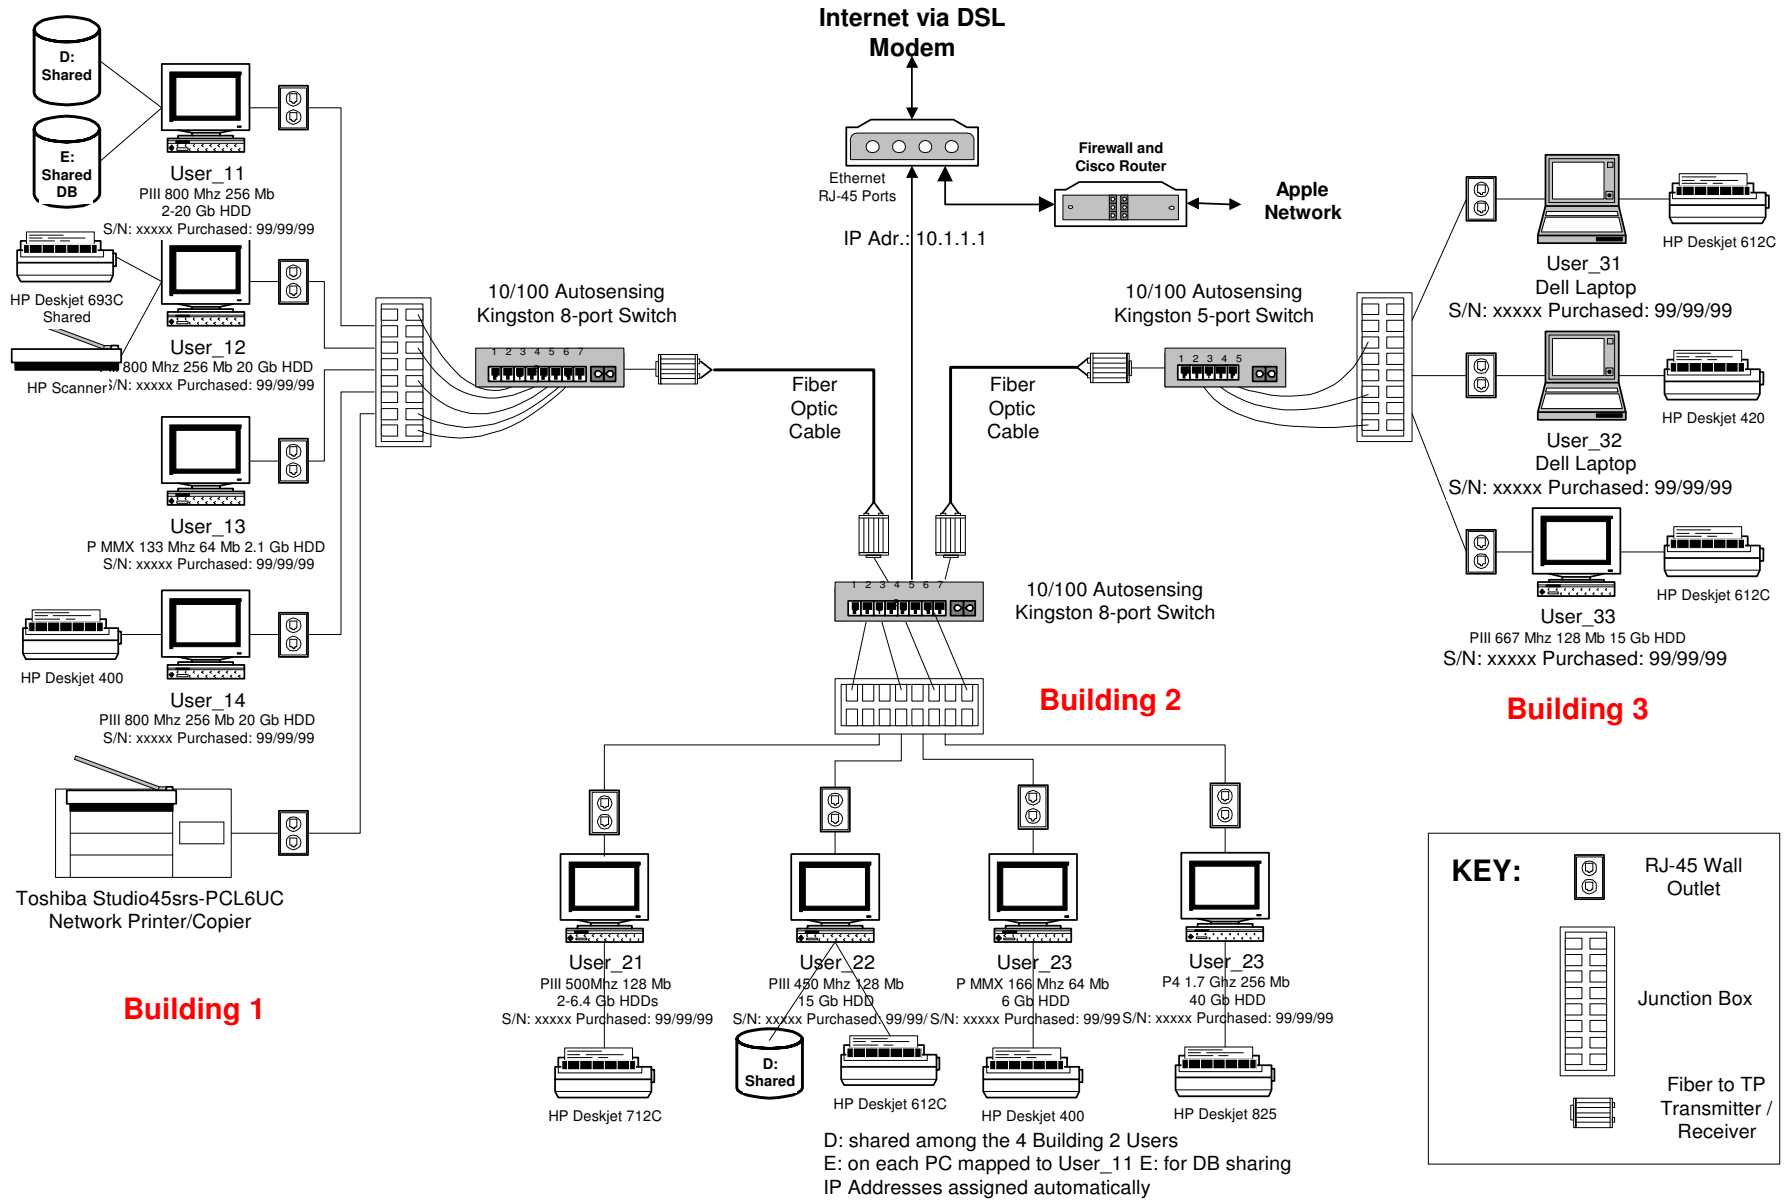 Internet via DSL
Modem
D:
Shared
E:
Shared
DB
User_11
PIII 800 Mhz 256 Mb
2-20 Gb HDD
S/N: xxxxx Purchased: 99/99/99
HP Deskjet 693C
Shared
HP Scanner
User_12
800 Mhz 256 Mb 20 Gb HDD
S/N: xxxxx Purchased: 99/99/99
User_13
P MMX 133 Mhz 64 Mb 2.1 Gb HDD
S/N: xxxxx Purchased: 99/99/99
HP Deskjet 400
User_14
PIII 800 Mhz 256 Mb 20 Gb HDD
S/N: xxxxx Purchased: 99/99/99
Toshiba Studio45srs-PCL6UC
Network Printer/Copier
Building 1
10/100 Autosensing
Kingston 8-port Switch
1 2 3 4 5 6 7
Fiber
Optic
Cable
Ethernet
RJ-45 Ports
IP Adr.: 10.1.1.1
Firewall and
Cisco Router
Apple
Network
Fiber
Optic
Cable
10/100 Autosensing
Kingston 5-port Switch
1 2 3 4 5
1 2 3 4 5 6 7
10/100 Autosensing
Kingston 8-port Switch
Building 2
User_21
PIII 500Mhz 128 Mb
2-6.4 Gb HDDs
S/N: xxxxx Purchased: 99/99/99
HP Deskjet 712C
User_22
PIII 450 Mhz 128 Mb
15 Gb HDD
S/N: xxxxx Purchased: 99/99/
D:
Shared
HP Deskjet 612C
User_23
P MMX 166 Mhz 64 Mb
6 Gb HDD
S/N: xxxxx Purchased: 99/99
HP Deskjet 400
User_23
P4 1.7 Ghz 256 Mb
40 Gb HDD
S/N: xxxxx Purchased: 99/99/99
HP Deskjet 825
D: shared among the 4 Building 2 Users
E: on each PC mapped to User_11 E: for DB sharing
IP Addresses assigned automatically
HP Deskjet 612C
User_31
Dell Laptop
S/N: xxxxx Purchased: 99/99/99
HP Deskjet 420
User_32
Dell Laptop
S/N: xxxxx Purchased: 99/99/99
HP Deskjet 612C
User_33
PIII 667 Mhz 128 Mb 15 Gb HDD
S/N: xxxxx Purchased: 99/99/99
Building 3
KEY:
RJ-45 Wall
Outlet
Junction Box
Fiber to TP
Transmitter /
Receiver